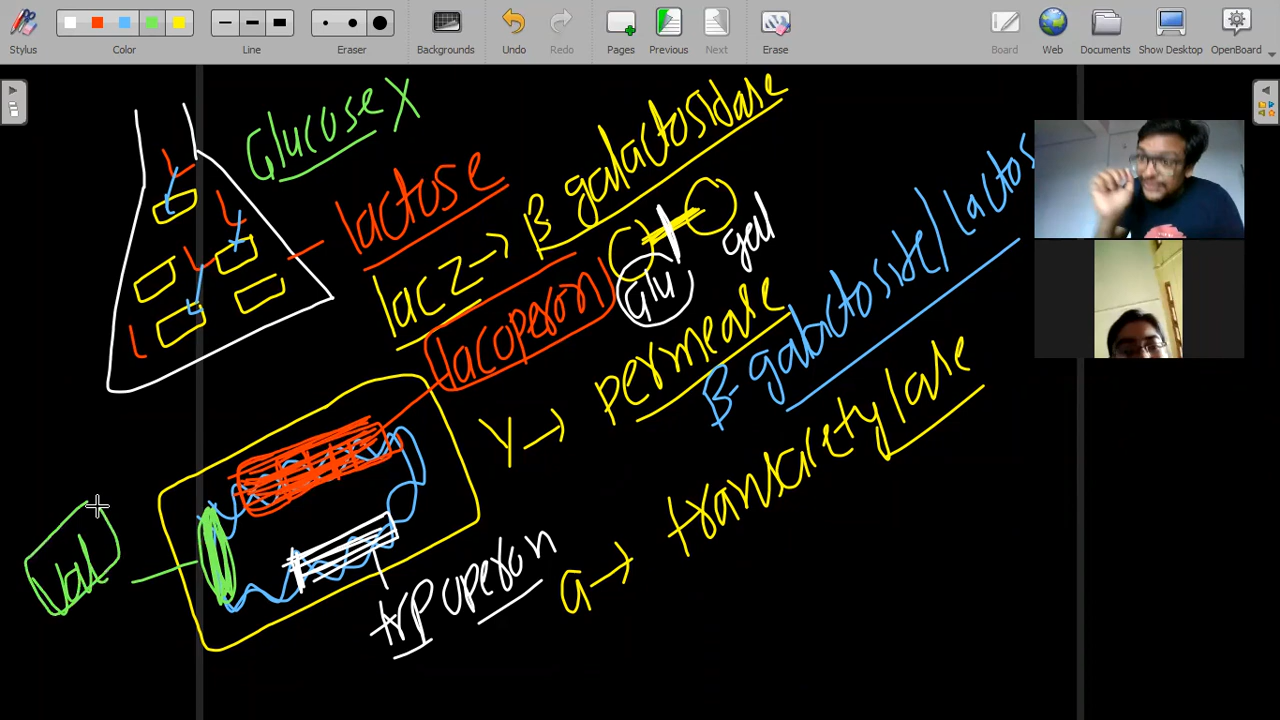 Stylus
Color
Line
Eraser
Backgrounds
Undo
Redo
Pages
Previous
Next
Erase
Board
Web
Documents
Show Desktop
OpenBoard
Glucose X
lactose
lac Z → β galactosidase
Glu
gal
lac operon
Y → permease
β-galactoside/lactos
a → transacetylase
trp operon
Val
L
L
L
L